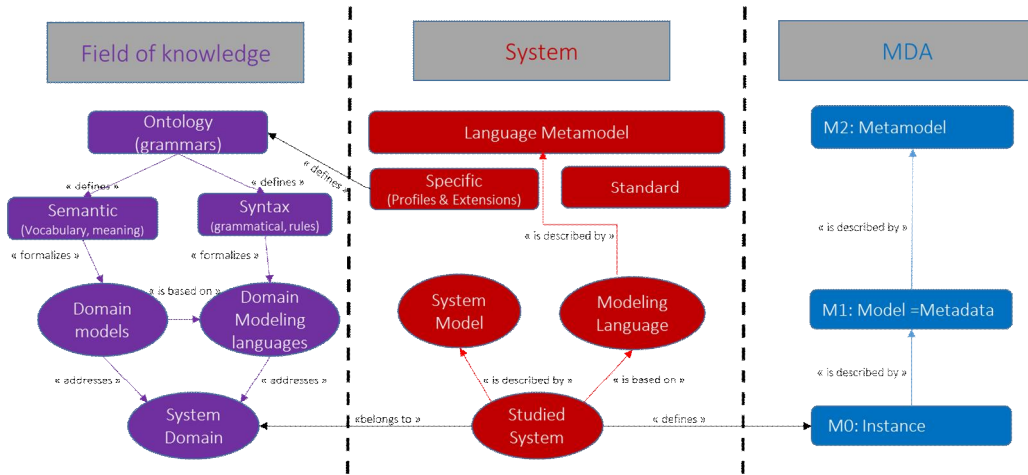 Field of knowledge
System
MDA
Ontology
(grammars)
« defines »
« defines »
Semantic
(Vocabulary, meaning)
Syntax
(grammatical, rules)
« formalizes »
« formalizes »
Domain
models
« is based on »
Domain
Modeling
languages
« addresses »
« addresses »
System
Domain
« defines »
Language Metamodel
Specific
(Profiles & Extensions)
Standard
« is described by »
System
Model
Modeling
Language
« is described by »
« is based on »
«belongs to »
Studied
System
« defines »
M2: Metamodel
« is described by »
M1: Model =Metadata
« is described by »
M0: Instance